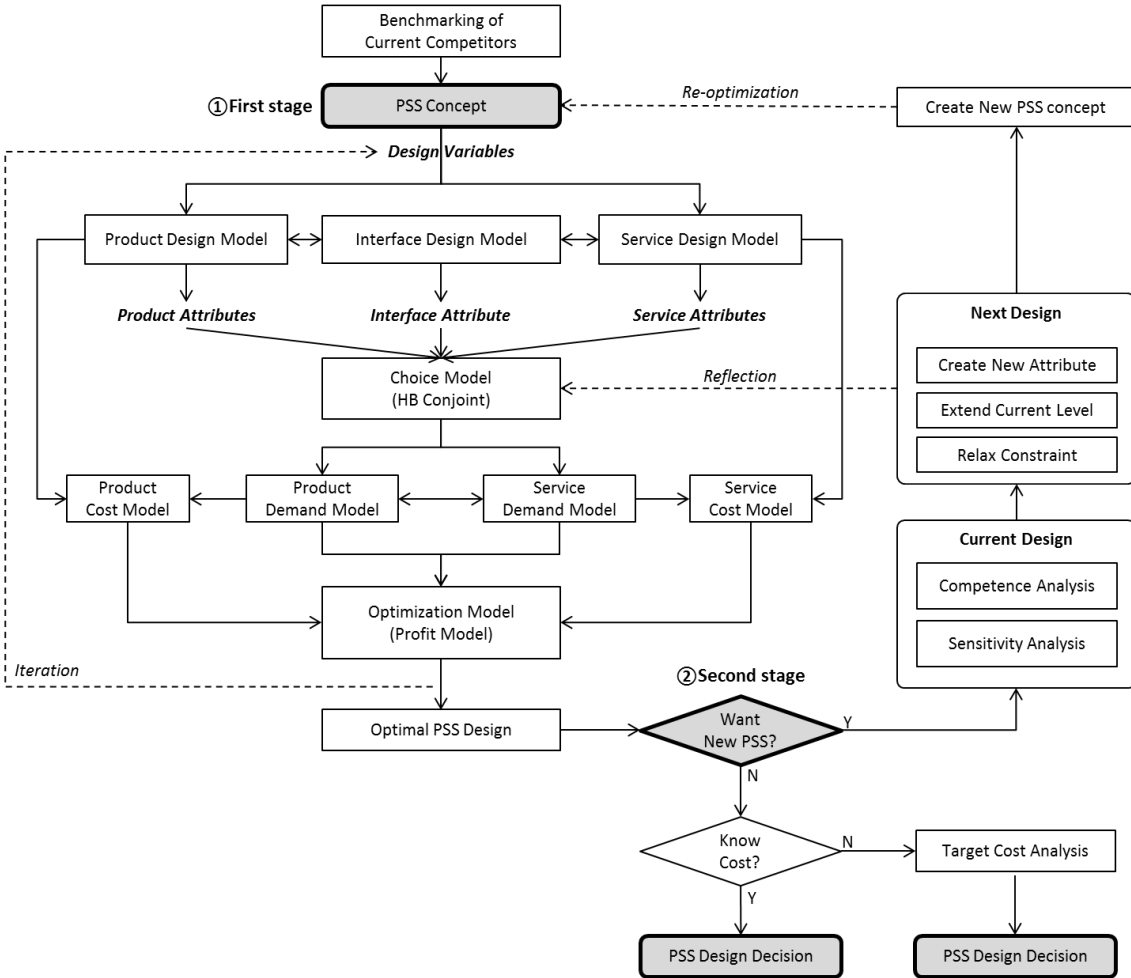 Benchmarking of
Current Competitors
①First stage
PSS Concept
Re-optimization
Create New PSS concept
Design Variables
Product Design Model
Interface Design Model
Service Design Model
Product Attributes
Interface Attribute
Service Attributes
Choice Model
(HB Conjoint)
Reflection
Next Design
Create New Attribute
Extend Current Level
Relax Constraint
Product
Cost Model
Product
Demand Model
Service
Demand Model
Service
Cost Model
Current Design
Competence Analysis
Sensitivity Analysis
Optimization Model
(Profit Model)
Iteration
②Second stage
Optimal PSS Design
Want
New PSS?
Y
N
Know
Cost?
N
Target Cost Analysis
Y
PSS Design Decision
PSS Design Decision